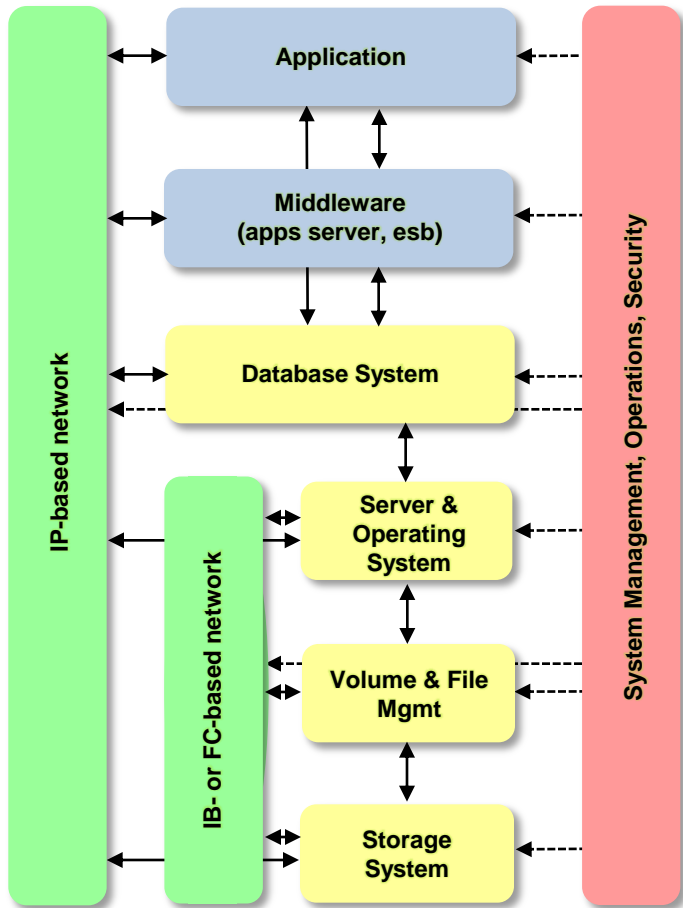 Application
Middleware
(apps server, esb)
Database System
Server &
Operating
System
Volume & File
Mgmt
Storage
System
IP-based network
IB- or FC-based network
System Management, Operations, Security